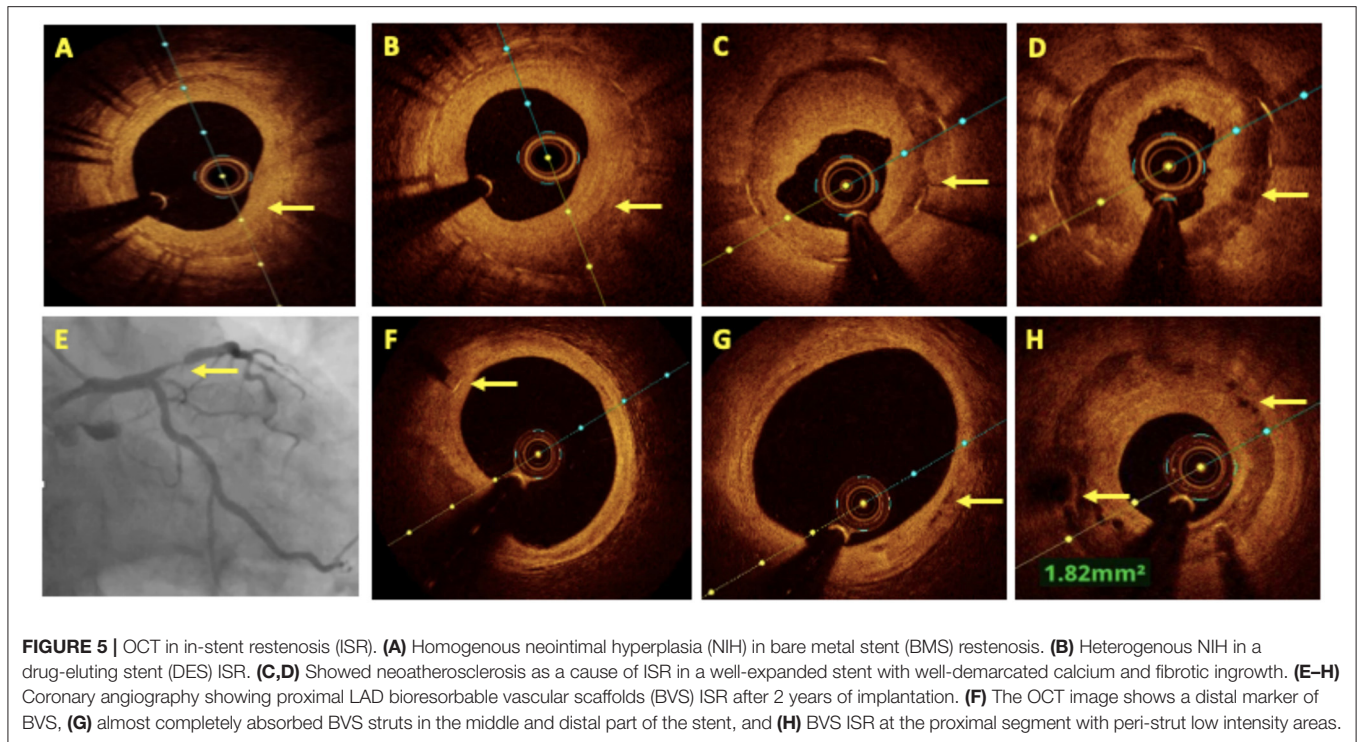 A
B
C
D
E
F
G
H
1.82mm²
FIGURE 5 | OCT in in-stent restenosis (ISR). (A) Homogenous neointimal hyperplasia (NIH) in bare metal stent (BMS) restenosis. (B) Heterogenous NIH in a
drug-eluting stent (DES) ISR. (C,D) Showed neoatherosclerosis as a cause of ISR in a well-expanded stent with well-demarcated calcium and fibrotic ingrowth. (E–H)
Coronary angiography showing proximal LAD bioresorbable vascular scaffolds (BVS) ISR after 2 years of implantation. (F) The OCT image shows a distal marker of
BVS, (G) almost completely absorbed BVS struts in the middle and distal part of the stent, and (H) BVS ISR at the proximal segment with peri-strut low intensity areas.